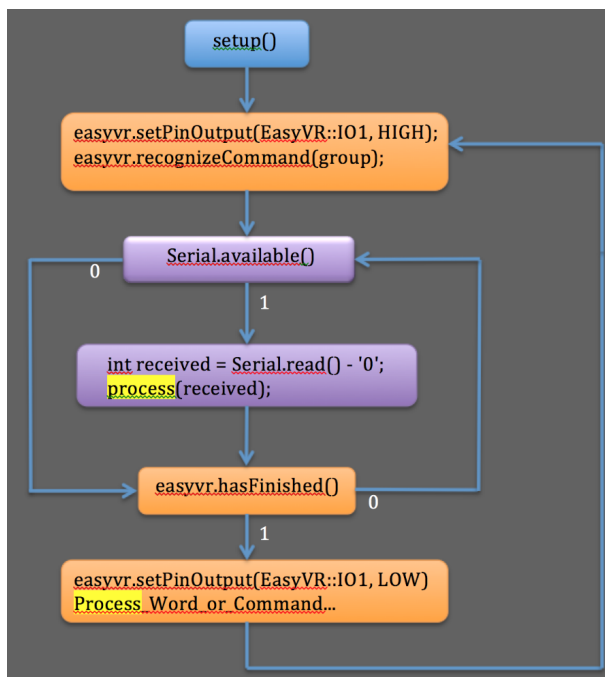 setup()
easyvr.setPinOutput(EasyVR::IO1, HIGH);
easyvr.recognizeCommand(group);
Serial.available()
0
1
int received = Serial.read() - '0';
process(received);
easyvr.hasFinished()
0
1
easyvr.setPinOutput(EasyVR::IO1, LOW)
Process_Word_or_Command...